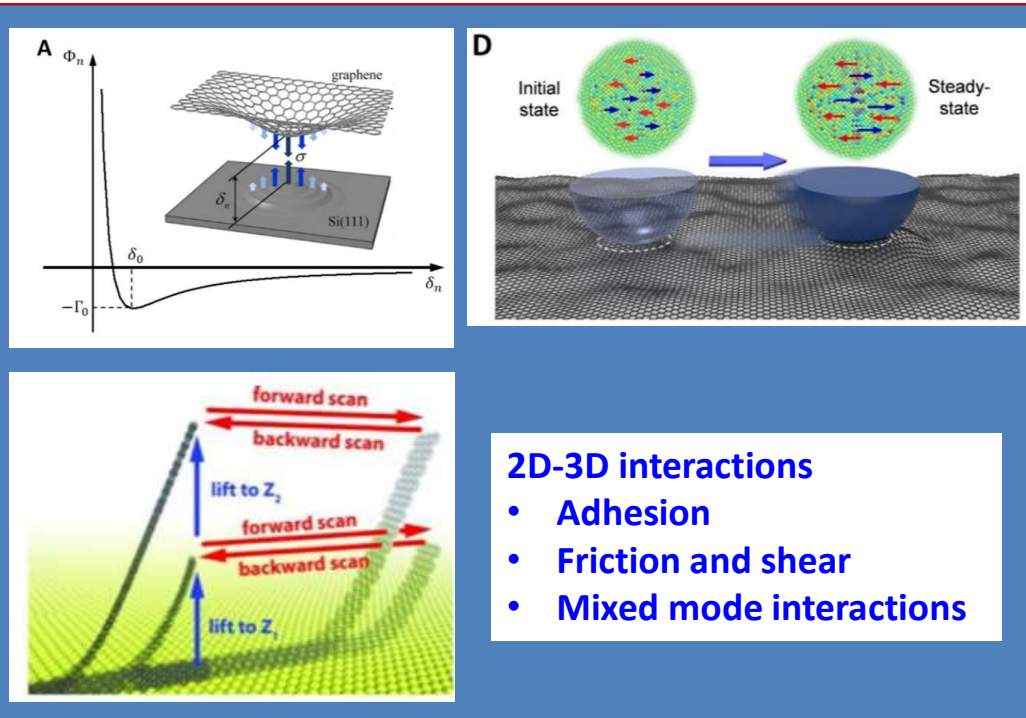 A
Φn
graphene
σ
δn
Si(111)
δ0
δn
−Γ0
D
Initial
state
Steady-
state
forward scan
backward scan
lift to Z2
forward scan
backward scan
lift to Z1
2D-3D interactions
• Adhesion
• Friction and shear
• Mixed mode interactions